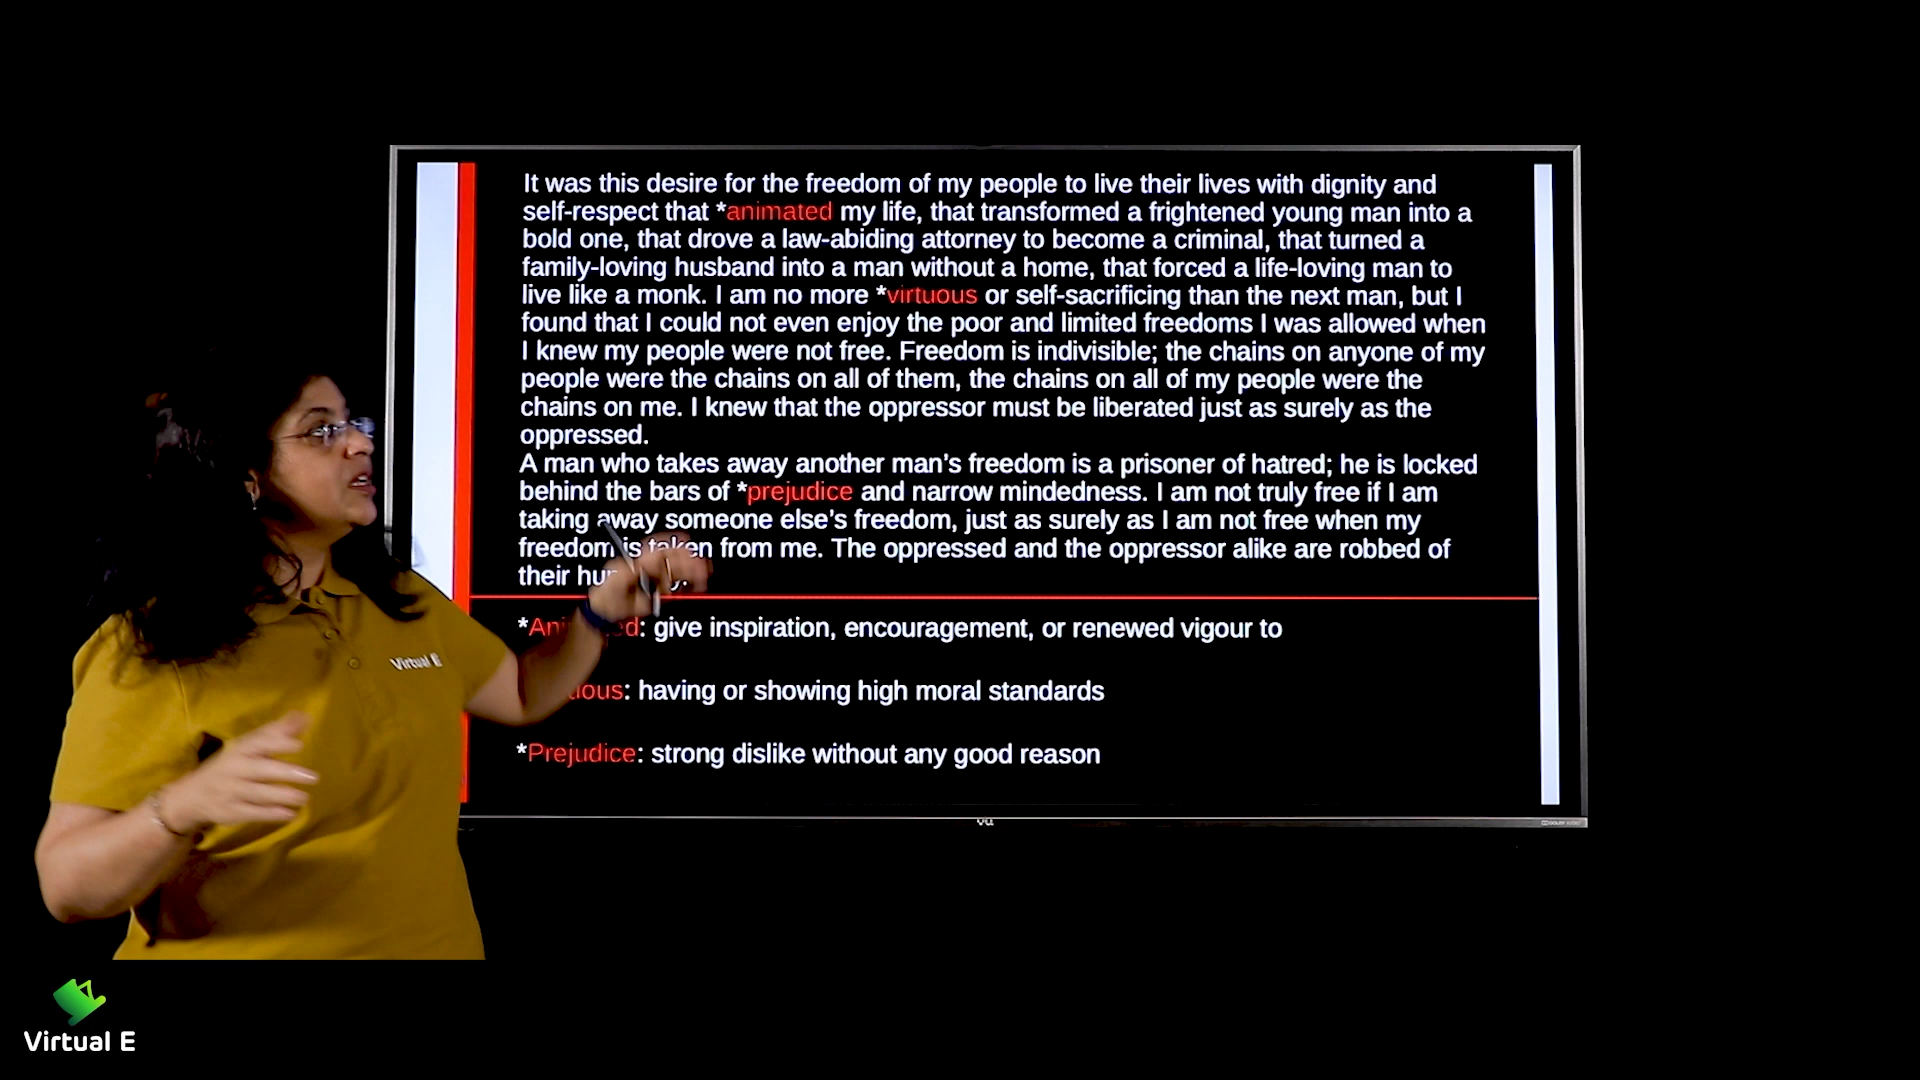 It was this desire for the freedom of my people to live their lives with dignity and
self-respect that *animated my life, that transformed a frightened young man into a
bold one, that drove a law-abiding attorney to become a criminal, that turned a
family-loving husband into a man without a home, that forced a life-loving man to
live like a monk. I am no more *virtuous or self-sacrificing than the next man, but I
found that I could not even enjoy the poor and limited freedoms I was allowed when
I knew my people were not free. Freedom is indivisible; the chains on anyone of my
people were the chains on all of them, the chains on all of my people were the
chains on me. I knew that the oppressor must be liberated just as surely as the
oppressed.
A man who takes away another man's freedom is a prisoner of hatred; he is locked
behind the bars of *prejudice and narrow mindedness. I am not truly free if I am
taking away someone else's freedom, just as surely as I am not free when my
freedom is taken from me. The oppressed and the oppressor alike are robbed of
their
: give inspiration, encouragement, or renewed vigour to
: having or showing high moral standards
*Prejudice: strong dislike without any good reason
Virtual E
vu
Virtual E